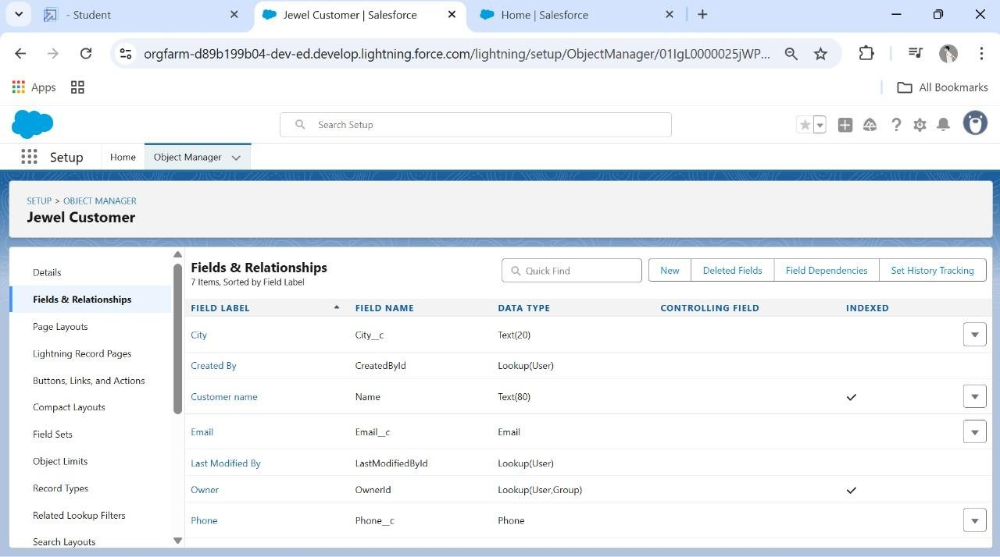 - Student
Jewel Customer | Salesforce
Home | Salesforce
orgfarm-d89b199b04-dev-ed.develop.lightning.force.com/lightning/setup/ObjectManager/01IgL0000025jWP...
Apps
All Bookmarks
Search Setup
Setup
Home
Object Manager
SETUP > OBJECT MANAGER
Jewel Customer
Details
Fields & Relationships
Page Layouts
Lightning Record Pages
Buttons, Links, and Actions
Compact Layouts
Field Sets
Object Limits
Record Types
Related Lookup Filters
Search Layouts
Fields & Relationships
7 Items, Sorted by Field Label
Quick Find
New
Deleted Fields
Field Dependencies
Set History Tracking
FIELD LABEL FIELD NAME DATA TYPE CONTROLLING FIELD INDEXED
City City__c Text(20)
Created By CreatedById Lookup(User)
Customer name Name Text(80)
Email Email__c Email
Last Modified By LastModifiedById Lookup(User)
Owner OwnerId Lookup(User,Group)
Phone Phone__c Phone